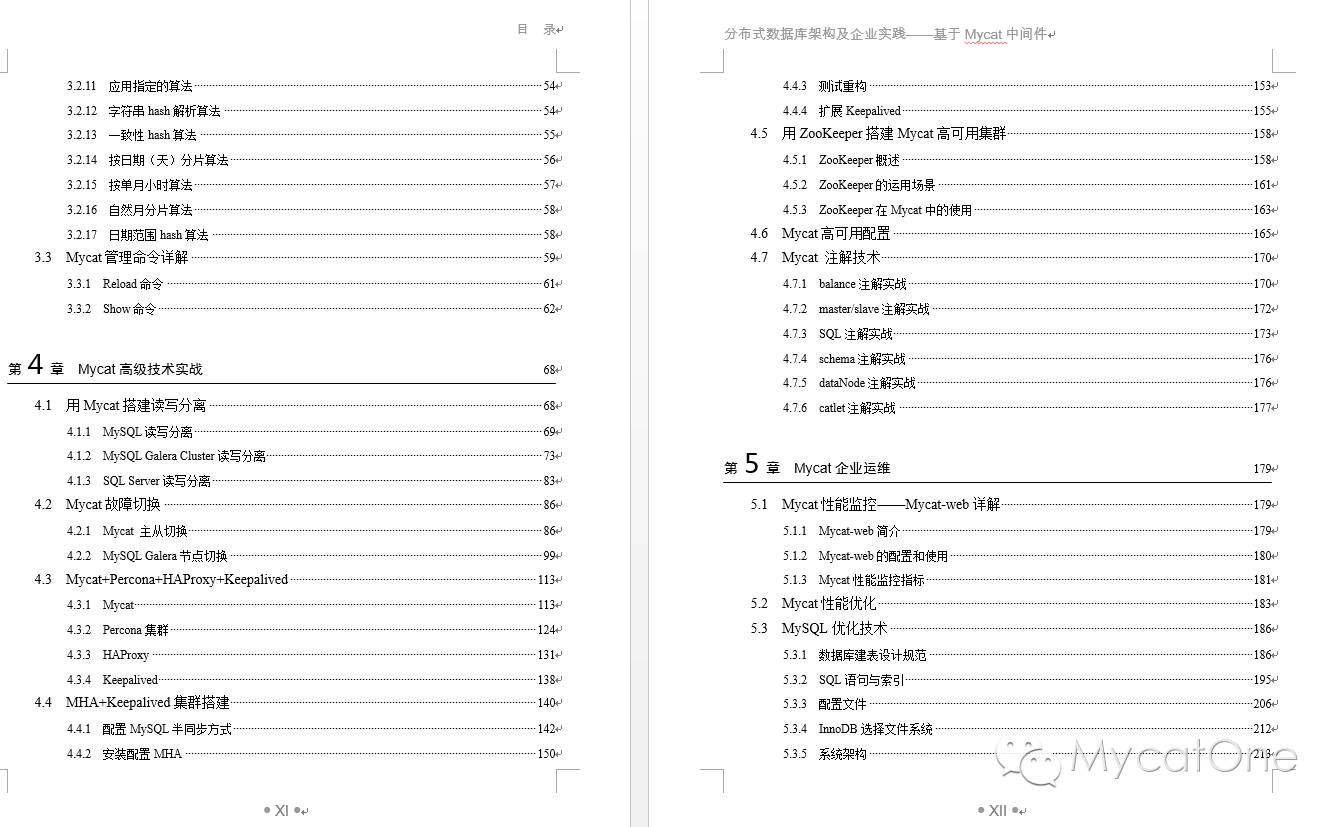 目 录
3.2.11 应用指定的算法 54
3.2.12 字符串 hash 解析算法 54
3.2.13 一致性 hash 算法 55
3.2.14 按日期（天）分片算法 56
3.2.15 按单月小时算法 57
3.2.16 自然月分片算法 58
3.2.17 日期范围 hash 算法 58
3.3 Mycat 管理命令详解 59
3.3.1 Reload 命令 61
3.3.2 Show 命令 62
第 4 章 Mycat 高级技术实战 68
4.1 用 Mycat 搭建读写分离 68
4.1.1 MySQL 读写分离 69
4.1.2 MySQL Galera Cluster 读写分离 73
4.1.3 SQL Server 读写分离 83
4.2 Mycat 故障切换 86
4.2.1 Mycat 主从切换 86
4.2.2 MySQL Galera 节点切换 99
4.3 Mycat+Percona+HAProxy+Keepalived 113
4.3.1 Mycat 113
4.3.2 Percona 集群 124
4.3.3 HAProxy 131
4.3.4 Keepalived 138
4.4 MHA+Keepalived 集群搭建 140
4.4.1 配置 MySQL 半同步方式 142
4.4.2 安装配置 MHA 150
● XI ●
分布式数据库架构及企业实践——基于 Mycat 中间件
4.4.3 测试重构 153
4.4.4 扩展 Keepalived 155
4.5 用 ZooKeeper 搭建 Mycat 高可用集群 158
4.5.1 ZooKeeper 概述 158
4.5.2 ZooKeeper 的运用场景 161
4.5.3 ZooKeeper 在 Mycat 中的使用 163
4.6 Mycat 高可用配置 165
4.7 Mycat 注解技术 170
4.7.1 balance 注解实战 170
4.7.2 master/slave 注解实战 172
4.7.3 SQL 注解实战 173
4.7.4 schema 注解实战 176
4.7.5 dataNode 注解实战 176
4.7.6 catlet 注解实战 177
第 5 章 Mycat 企业运维 179
5.1 Mycat 性能监控——Mycat-web 详解 179
5.1.1 Mycat-web 简介 179
5.1.2 Mycat-web 的配置和使用 180
5.1.3 Mycat 性能监控指标 181
5.2 Mycat 性能优化 183
5.3 MySQL 优化技术 186
5.3.1 数据库建表设计规范 186
5.3.2 SQL 语句与索引 195
5.3.3 配置文件 206
5.3.4 InnoDB 选择文件系统 212
5.3.5 系统架构 213
MycatOne
● XII ●